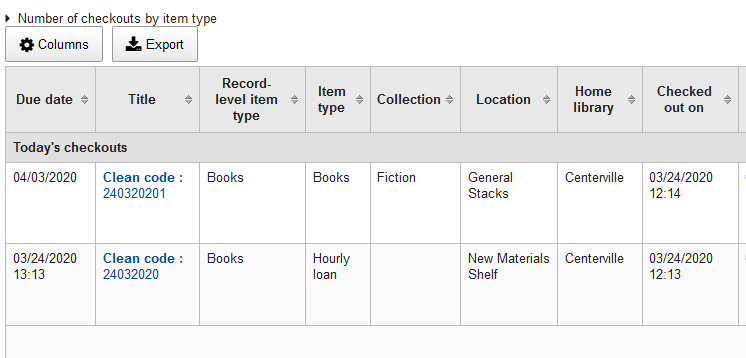 Number of checkouts by item type
Columns Export
Due date Title Record-level item type Item type Collection Location Home library Checked out on
Today's checkouts
04/03/2020 Clean code : 240320201 Books Books Fiction General Stacks Centerville 03/24/2020 12:14
03/24/2020 13:13 Clean code : 24032020 Books Hourly loan New Materials Shelf Centerville 03/24/2020 12:13